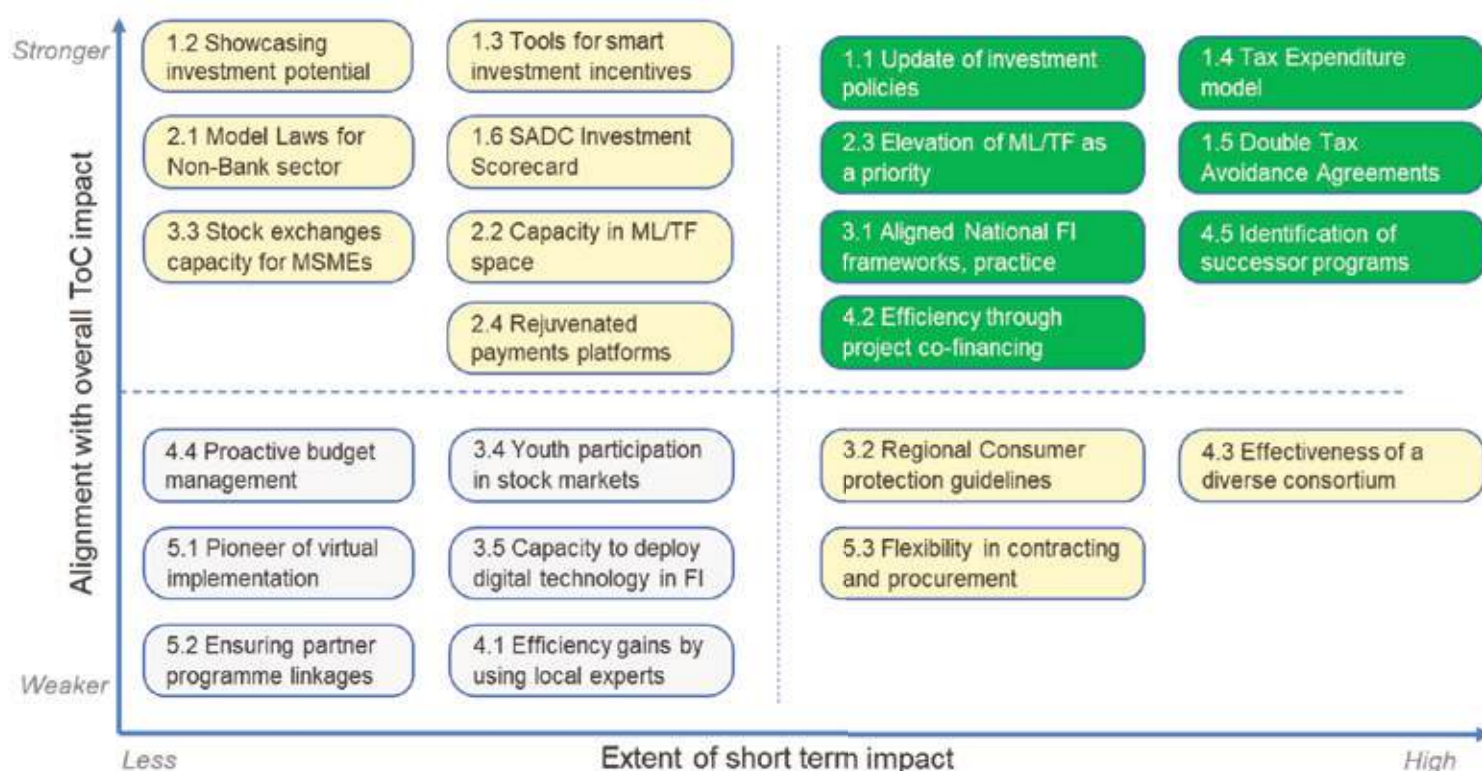 Stronger
1.2 Showcasing
investment potential
1.3 Tools for smart
investment incentives
1.1 Update of investment
policies
1.4 Tax Expenditure
model
2.1 Model Laws for
Non-Bank sector
1.6 SADC Investment
Scorecard
2.3 Elevation of ML/TF as
a priority
1.5 Double Tax
Avoidance Agreements
3.3 Stock exchanges
capacity for MSMEs
2.2 Capacity in ML/TF
space
3.1 Aligned National FI
frameworks, practice
4.5 Identification of
successor programs
2.4 Rejuvenated
payments platforms
4.2 Efficiency through
project co-financing
Alignment with overall ToC impact
4.4 Proactive budget
management
3.4 Youth participation
in stock markets
3.2 Regional Consumer
protection guidelines
4.3 Effectiveness of a
diverse consortium
5.1 Pioneer of virtual
implementation
3.5 Capacity to deploy
digital technology in FI
5.3 Flexibility in contracting
and procurement
5.2 Ensuring partner
programme linkages
4.1 Efficiency gains by
using local experts
Weaker
Less
Extent of short term impact
High